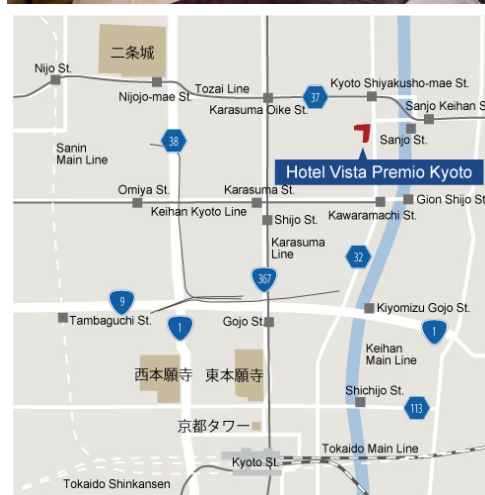 二条城
Nijo St.
Nijojo-mae St.
Tozai Line
Karasuma Oike St.
37
Kyoto Shiyakusho-mae St.
Sanjo Keihan S
Sanjo St.
38
Sanin
Main Line
Hotel Vista Premio Kyoto
Omiya St.
Karasuma St.
Gion Shijo St
Keihan Kyoto Line
Kawaramachi St.
Shijo St.
Karasuma
Line
32
367
9
Kiyomizu Gojo St.
Tambaguchi St.
1
Gojo St.
1
Keihan
Main Line
西本願寺
東本願寺
Shichijo St.
113
京都タワー
Tokaido Main Line
Kyoto St.
Tokaido Shinkansen